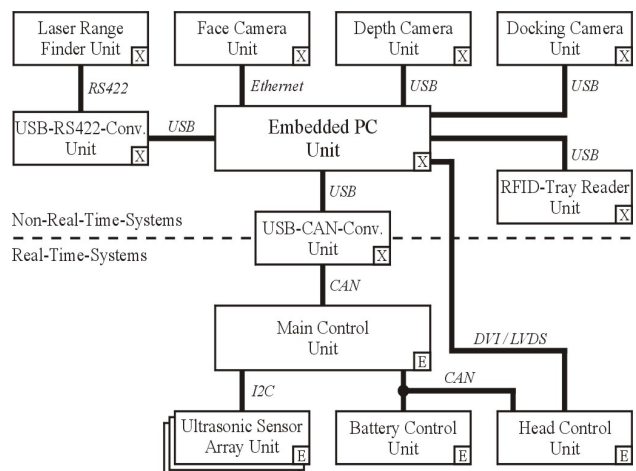 Laser Range
Finder Unit
X
Face Camera
Unit
X
Depth Camera
Unit
X
Docking Camera
Unit
X
RS422
Ethernet
USB
USB
USB-RS422-Conv.
Unit
X
USB
Embedded PC
Unit
X
USB
RFID-Tray Reader
Unit
X
USB
Non-Real-Time-Systems
USB-CAN-Conv.
Unit
X
Real-Time-Systems
CAN
Main Control
Unit
E
DVI / LVDS
I2C
CAN
Ultrasonic Sensor
Array Unit
E
Battery Control
Unit
E
Head Control
Unit
E